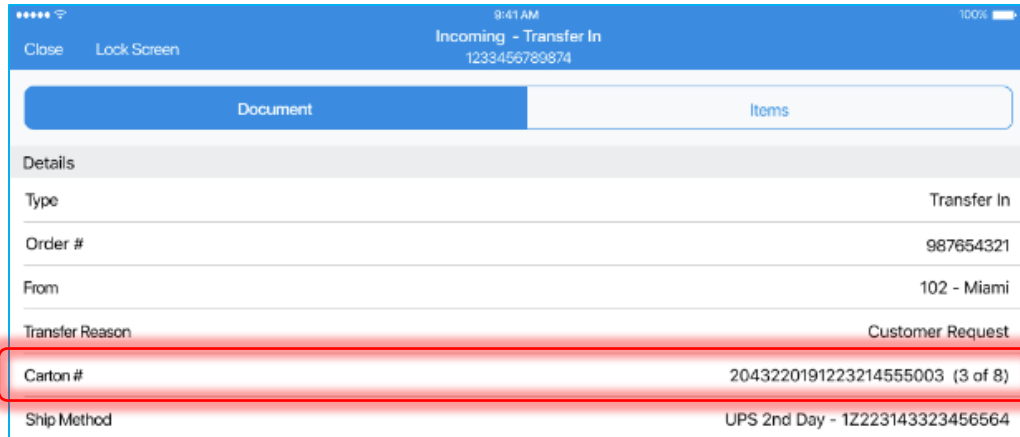 9:41 AM 100%
Close Lock Screen Incoming - Transfer In
1233456789874
Document Items
Details
Type Transfer In
Order # 987654321
From 102 - Miami
Transfer Reason Customer Request
Carton # 2043220191223214555003 (3 of 8)
Ship Method UPS 2nd Day - 1Z223143323456564